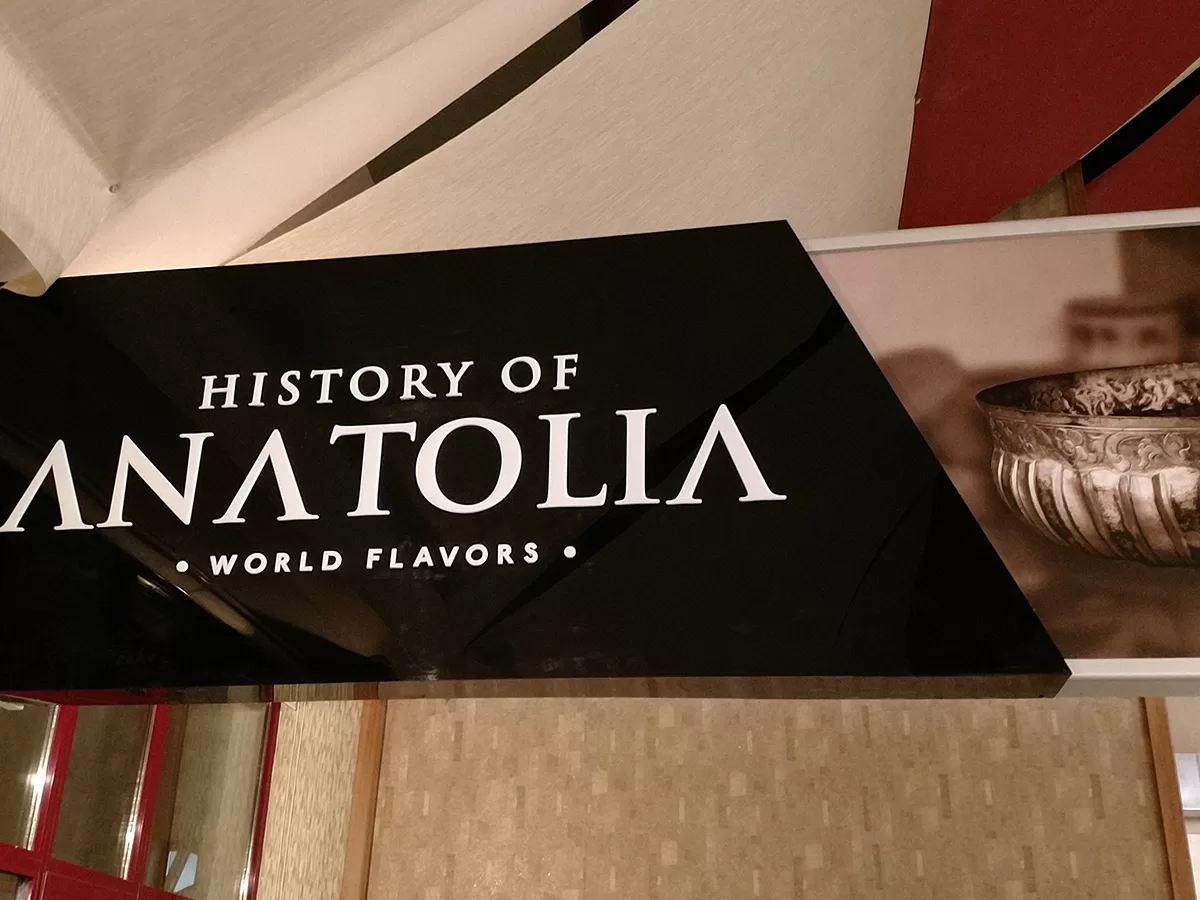 HISTORY OF
ANATOLIA
• WORLD FLAVORS •